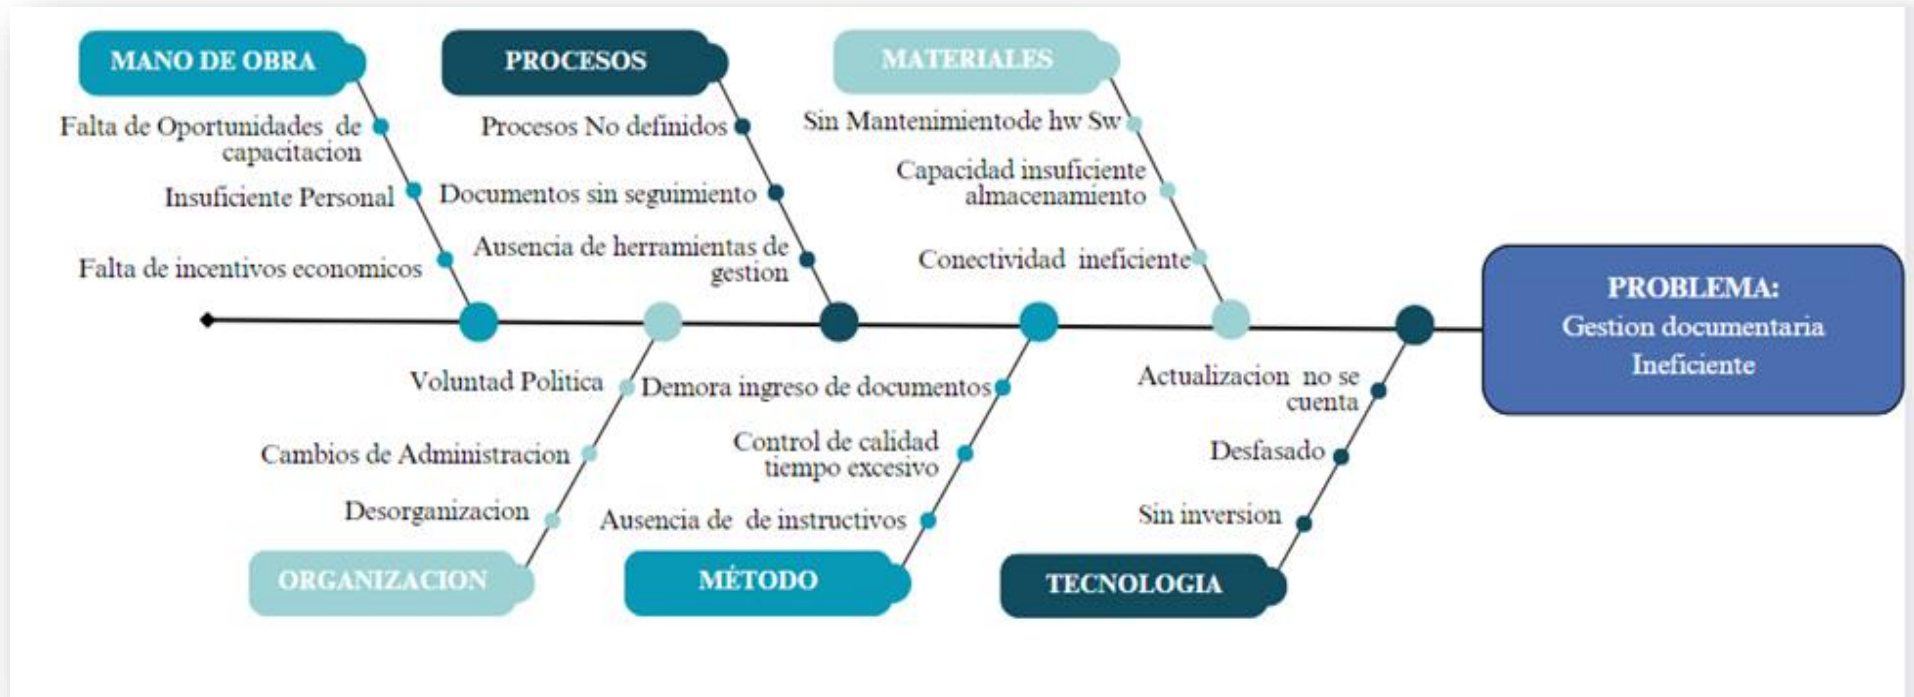 MANO DE OBRA
Falta de Oportunidades de
capacitacion
Insuficiente Personal
Falta de incentivos economicos
PROCESOS
Procesos No definidos
Documentos sin seguimiento
Ausencia de herramientas de
gestion
MATERIALES
Sin Mantenimientode hw Sw
Capacidad insuficiente
almacenamiento
Conectividad ineficiente
PROBLEMA:
Gestion documentaria
Ineficiente
Voluntad Politica
Cambios de Administracion
Desorganizacion
ORGANIZACION
Demora ingreso de documentos
Control de calidad
tiempo excesivo
Ausencia de de instructivos
MÉTODO
Actualizacion no se
cuenta
Desfasado
Sin inversion
TECNOLOGIA